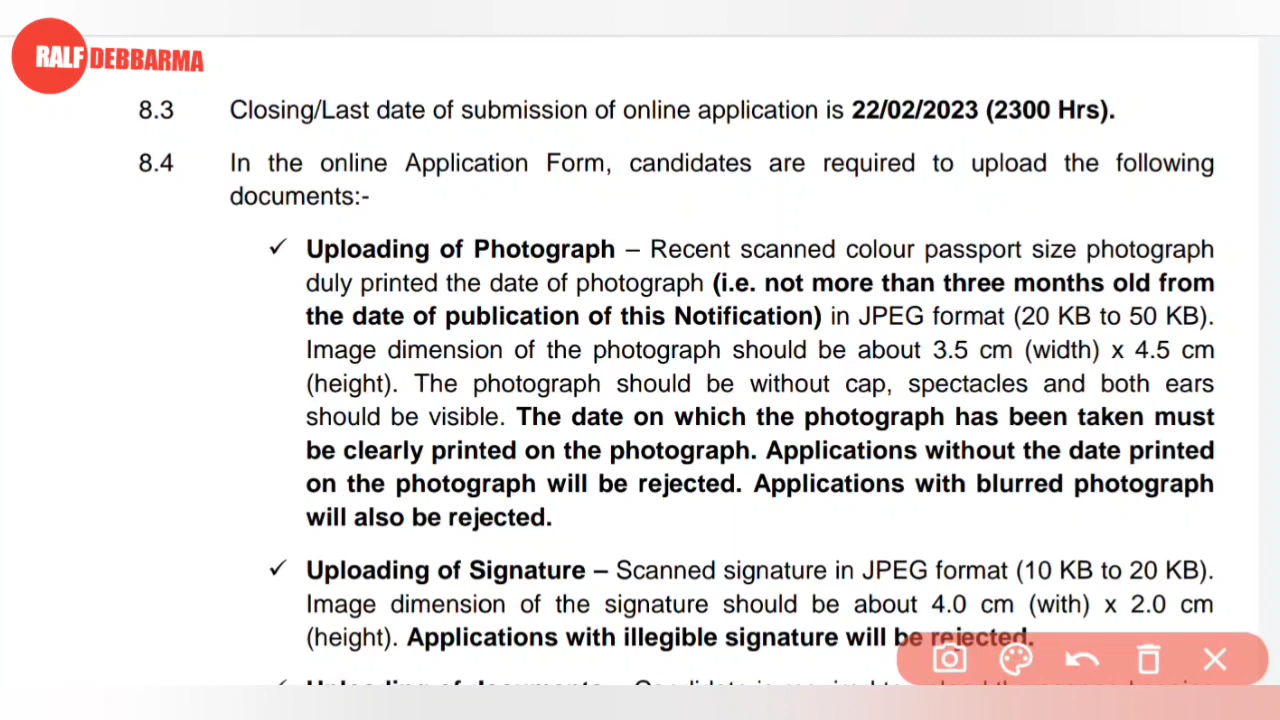 RALF DEBBARMA
8.3 Closing/Last date of submission of online application is 22/02/2023 (2300 Hrs).
8.4 In the online Application Form, candidates are required to upload the following
documents:-
✓ Uploading of Photograph – Recent scanned colour passport size photograph
duly printed the date of photograph (i.e. not more than three months old from
the date of publication of this Notification) in JPEG format (20 KB to 50 KB).
Image dimension of the photograph should be about 3.5 cm (width) x 4.5 cm
(height). The photograph should be without cap, spectacles and both ears
should be visible. The date on which the photograph has been taken must
be clearly printed on the photograph. Applications without the date printed
on the photograph will be rejected. Applications with blurred photograph
will also be rejected.
✓ Uploading of Signature – Scanned signature in JPEG format (10 KB to 20 KB).
Image dimension of the signature should be about 4.0 cm (with) x 2.0 cm
(height). Applications with illegible signature will be rejected.